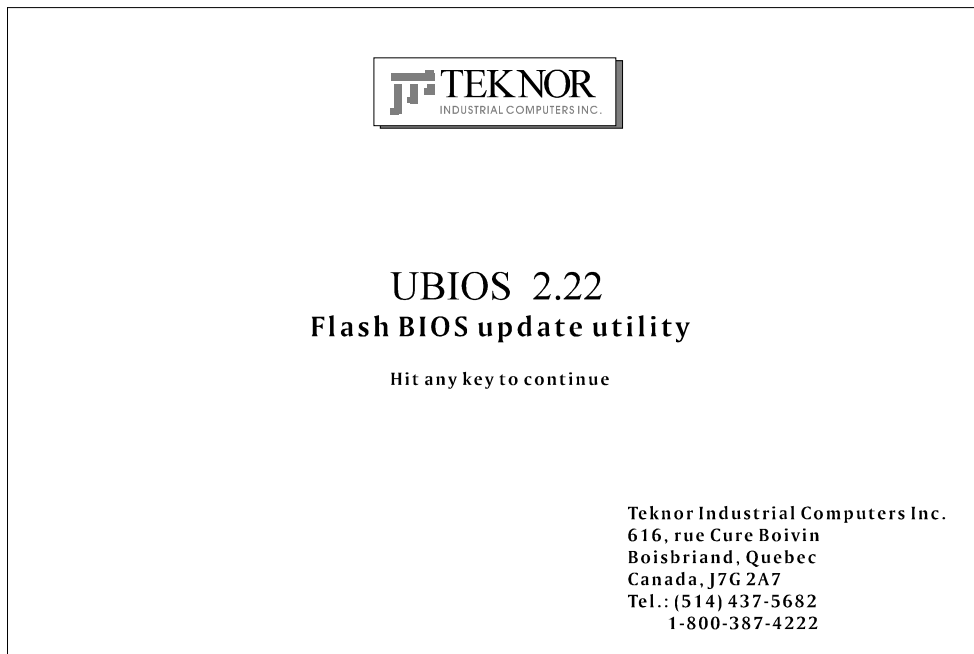 TEKNOR
INDUSTRIAL COMPUTERS INC.
UBIOS 2.22
Flash BIOS update utility
Hit any key to continue
Teknor Industrial Computers Inc.
616, rue Cure Boivin
Boisbriand, Quebec
Canada, J7G 2A7
Tel.: (514) 437-5682
1-800-387-4222